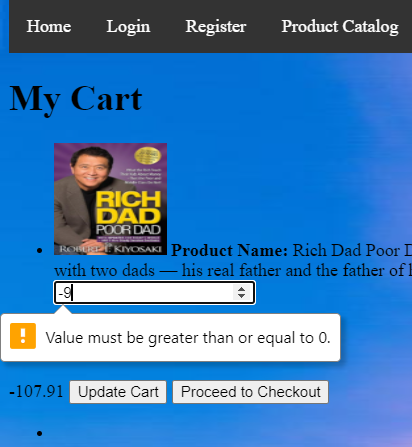 Home Login Register Product Catalog
My Cart
RICH
DAD
POOR DAD
ROBERT T. KIYOSAKI
Product Name: Rich Dad Poor D
with two dads — his real father and the father of
-9
Value must be greater than or equal to 0.
-107.91 Update Cart Proceed to Checkout